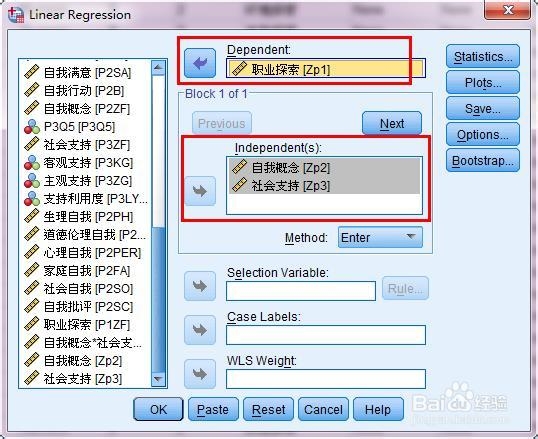 Linear Regression
自我满意 [P2SA]
自我行动 [P2B]
自我概念 [P2ZF]
P3Q5 [P3Q5]
社会支持 [P3ZF]
客观支持 [P3KG]
主观支持 [P3ZG]
支持利用度 [P3LY...
坐理自我 [P2PH]
道德伦理自我 [P2...
心理自我 [P2PER]
家庭自我 [P2FA]
社会自我 [P2SO]
自我批评 [P2SC]
职业探索 [P1ZF]
自我概念*社会支...
自我概念 [Zp2]
社会支持 [Zp3]
Dependent:
职业探索 [Zp1]
Block 1 of 1
Previous
Next
Independent(s):
自我概念 [Zp2]
社会支持 [Zp3]
Method:
Enter
Selection Variable:
Rule...
Case Labels:
WLS Weight:
Statistics...
Plots...
Save...
Options...
Bootstrap...
OK
Paste
Reset
Cancel
Help
Baidu 经验
jingyan.baidu.com